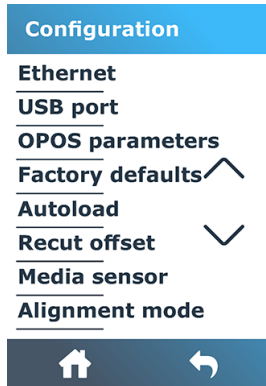 Configuration
Ethernet
USB port
OPOS parameters
Factory defaults
Autoload
Recut offset
Media sensor
Alignment mode